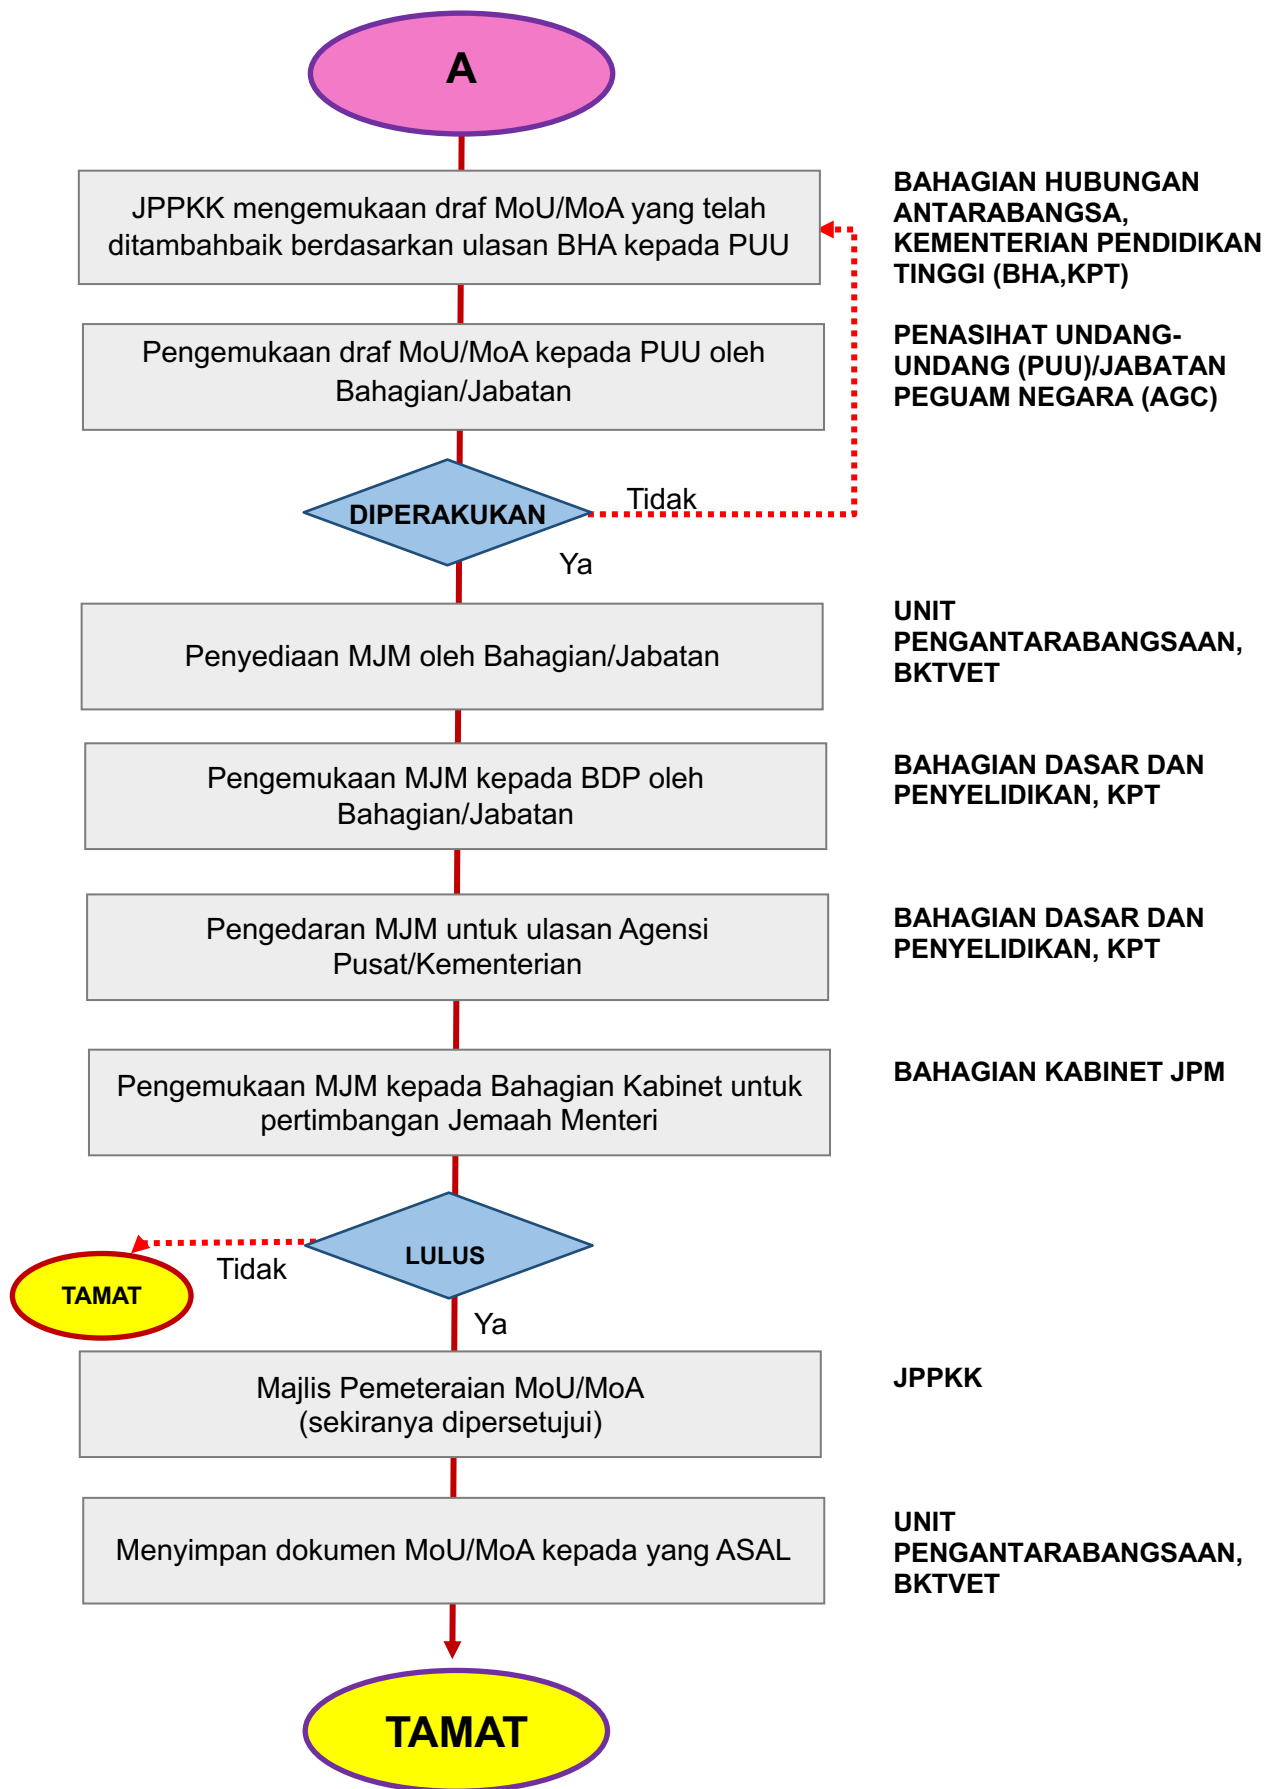 A
JPPKK mengemukaan draf MoU/MoA yang telah
ditambahbaik berdasarkan ulasan BHA kepada PUU
BAHAGIAN HUBUNGAN
ANTARABANGSA,
KEMENTERIAN PENDIDIKAN
TINGGI (BHA,KPT)
Pengemukaan draf MoU/MoA kepada PUU oleh
Bahagian/Jabatan
PENASIHAT UNDANG-
UNDANG (PUU)/JABATAN
PEGUAM NEGARA (AGC)
DIPERAKUKAN
Tidak
Ya
Penyediaan MJM oleh Bahagian/Jabatan
UNIT
PENGANTARABANGSAAN,
BKTVET
Pengemukaan MJM kepada BDP oleh
Bahagian/Jabatan
BAHAGIAN DASAR DAN
PENYELIDIKAN, KPT
Pengedaran MJM untuk ulasan Agensi
Pusat/Kementerian
BAHAGIAN DASAR DAN
PENYELIDIKAN, KPT
Pengemukaan MJM kepada Bahagian Kabinet untuk
pertimbangan Jemaah Menteri
BAHAGIAN KABINET JPM
LULUS
Tidak
TAMAT
Ya
Majlis Pemeteraian MoU/MoA
(sekiranya dipersetujui)
JPPKK
Menyimpan dokumen MoU/MoA kepada yang ASAL
UNIT
PENGANTARABANGSAAN,
BKTVET
TAMAT